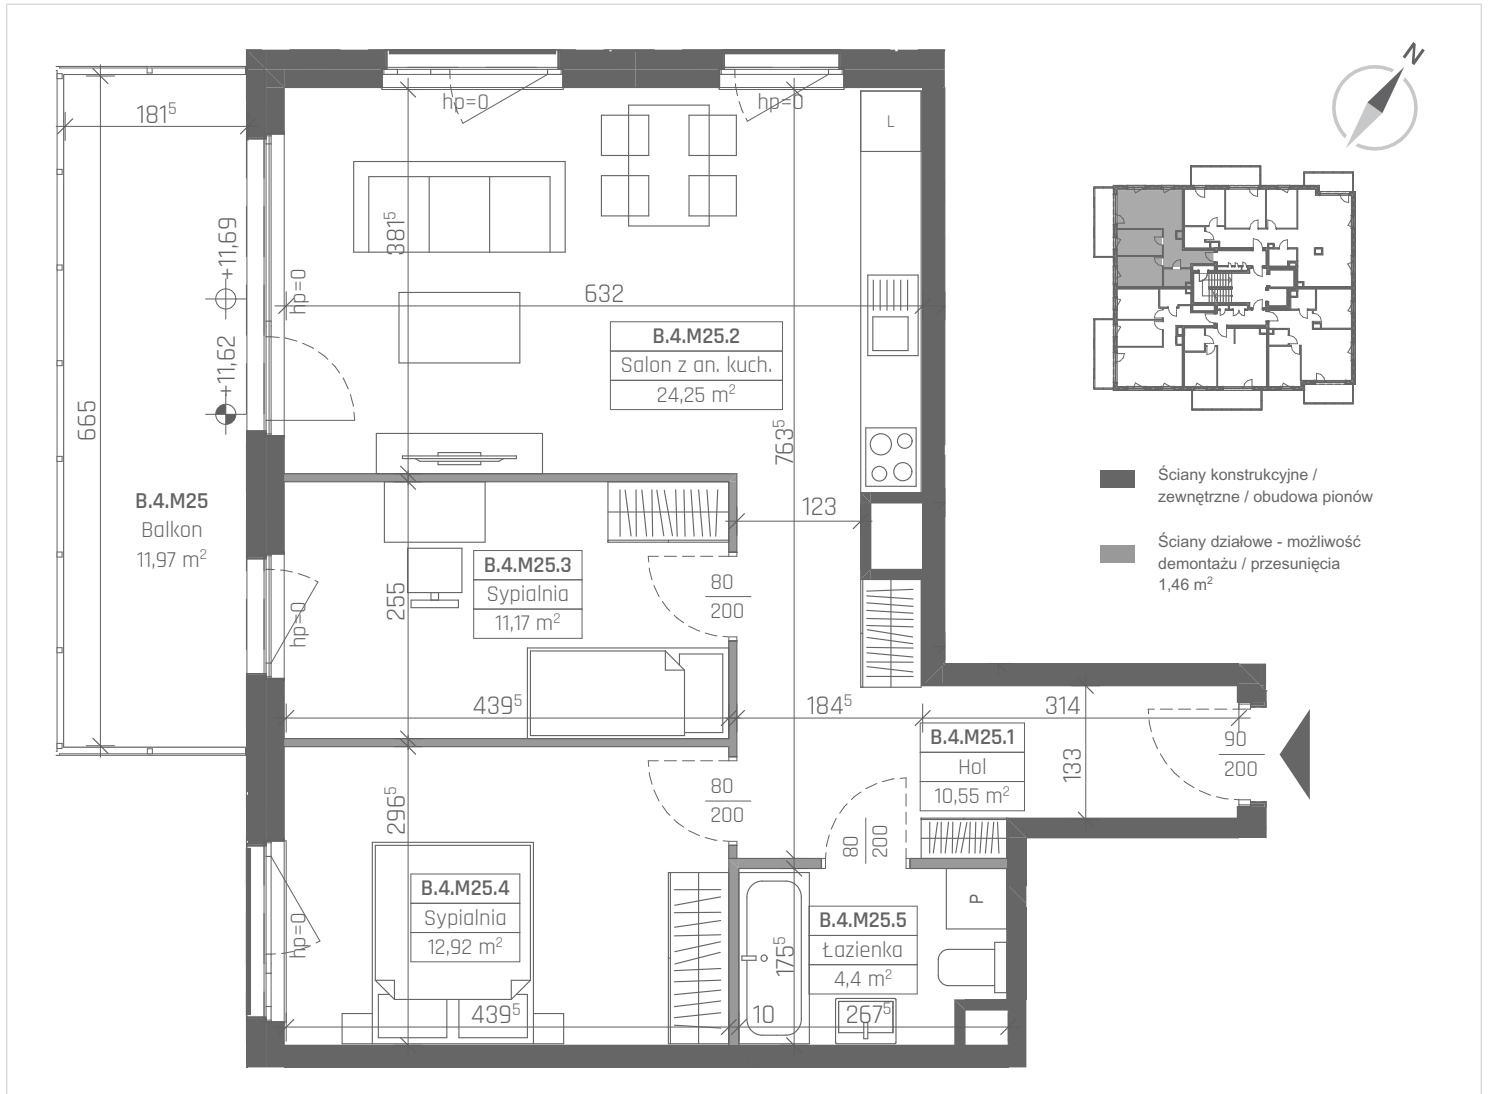 N
hp=0
hp=0
181⁵
L
381⁵
+11,69
hp=0
632
B.4.M25.2
Salon z an. kuch.
24,25 m²
+11,62
665
763⁵
Ściany konstrukcyjne /
zewnętrzne / obudowa pionów
B.4.M25
Balkon
11,97 m²
123
Ściany działowe - możliwość
demontażu / przesunięcia
1,46 m²
B.4.M25.3
Sypialnia
11,17 m²
255
hp=0
80
200
439⁵
184⁵
314
B.4.M25.1
Hol
10,55 m²
133
90
200
296⁵
80
200
80
200
B.4.M25.4
Sypialnia
12,92 m²
hp=0
B.4.M25.5
Łazienka
4,4 m²
P
175⁵
439⁵
10
267⁵